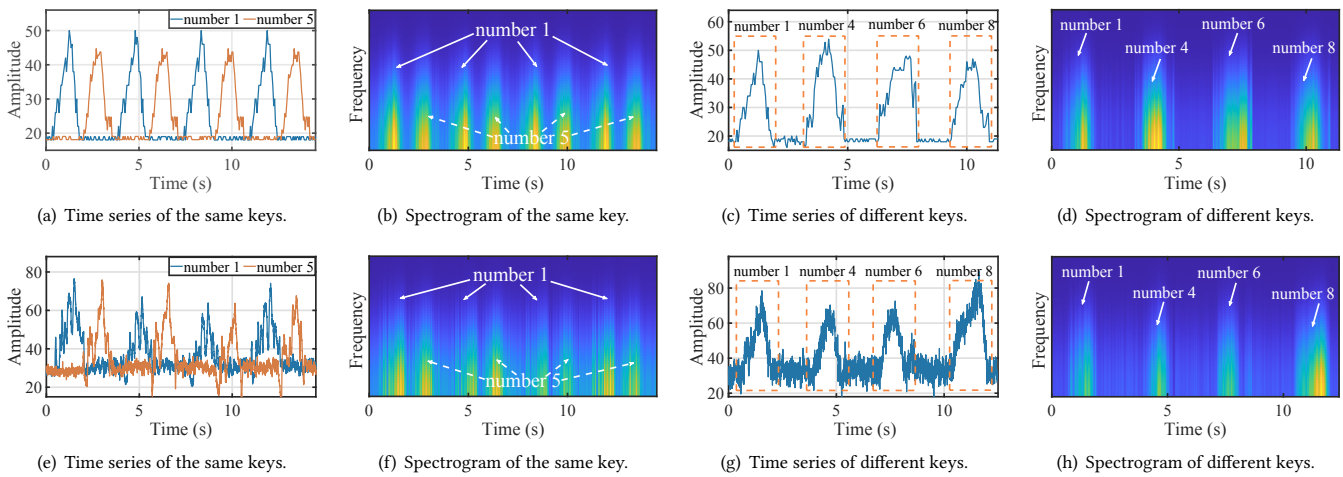 number 1 number 5
Amplitude
50
40
30
20
0 5 10
Time (s)
(a) Time series of the same keys.
Frequency
number 1
number 5
0 5 10
Time (s)
(b) Spectrogram of the same key.
Amplitude
60
50
40
30
20
number 1 number 4 number 6 number 8
0 5 10
Time (s)
(c) Time series of different keys.
Frequency
number 1
number 4
number 6
number 8
0 5 10
Time (s)
(d) Spectrogram of different keys.
number 1 number 5
Amplitude
80
60
40
20
0 5 10
Time (s)
(e) Time series of the same keys.
Frequency
number 1
number 5
0 5 10
Time (s)
(f) Spectrogram of the same key.
Amplitude
80
60
40
20
number 1 number 4 number 6 number 8
0 5 10
Time (s)
(g) Time series of different keys.
Frequency
number 1
number 4
number 6
number 8
0 5 10
Time (s)
(h) Spectrogram of different keys.